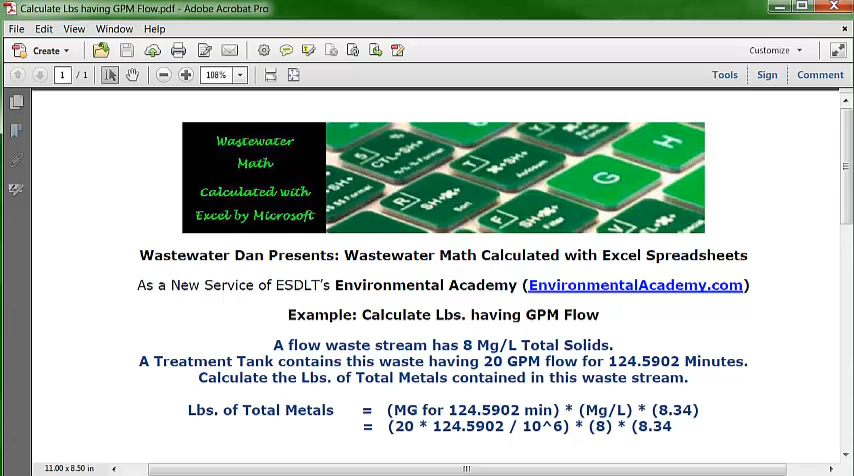 Calculate Lbs having GPM Flow.pdf - Adobe Acrobat Pro
File Edit View Window Help
Create Customize
1 / 1 108% Tools Sign Comment
Wastewater
Math
Calculated with
Excel by Microsoft
Wastewater Dan Presents: Wastewater Math Calculated with Excel Spreadsheets
As a New Service of ESDLT's Environmental Academy (EnvironmentalAcademy.com)
Example: Calculate Lbs. having GPM Flow
A flow waste stream has 8 Mg/L Total Solids.
A Treatment Tank contains this waste having 20 GPM flow for 124.5902 Minutes.
Calculate the Lbs. of Total Metals contained in this waste stream.
Lbs. of Total Metals = (MG for 124.5902 min) * (Mg/L) * (8.34)
= (20 * 124.5902 / 10^6) * (8) * (8.34
11.00 x 8.50 in